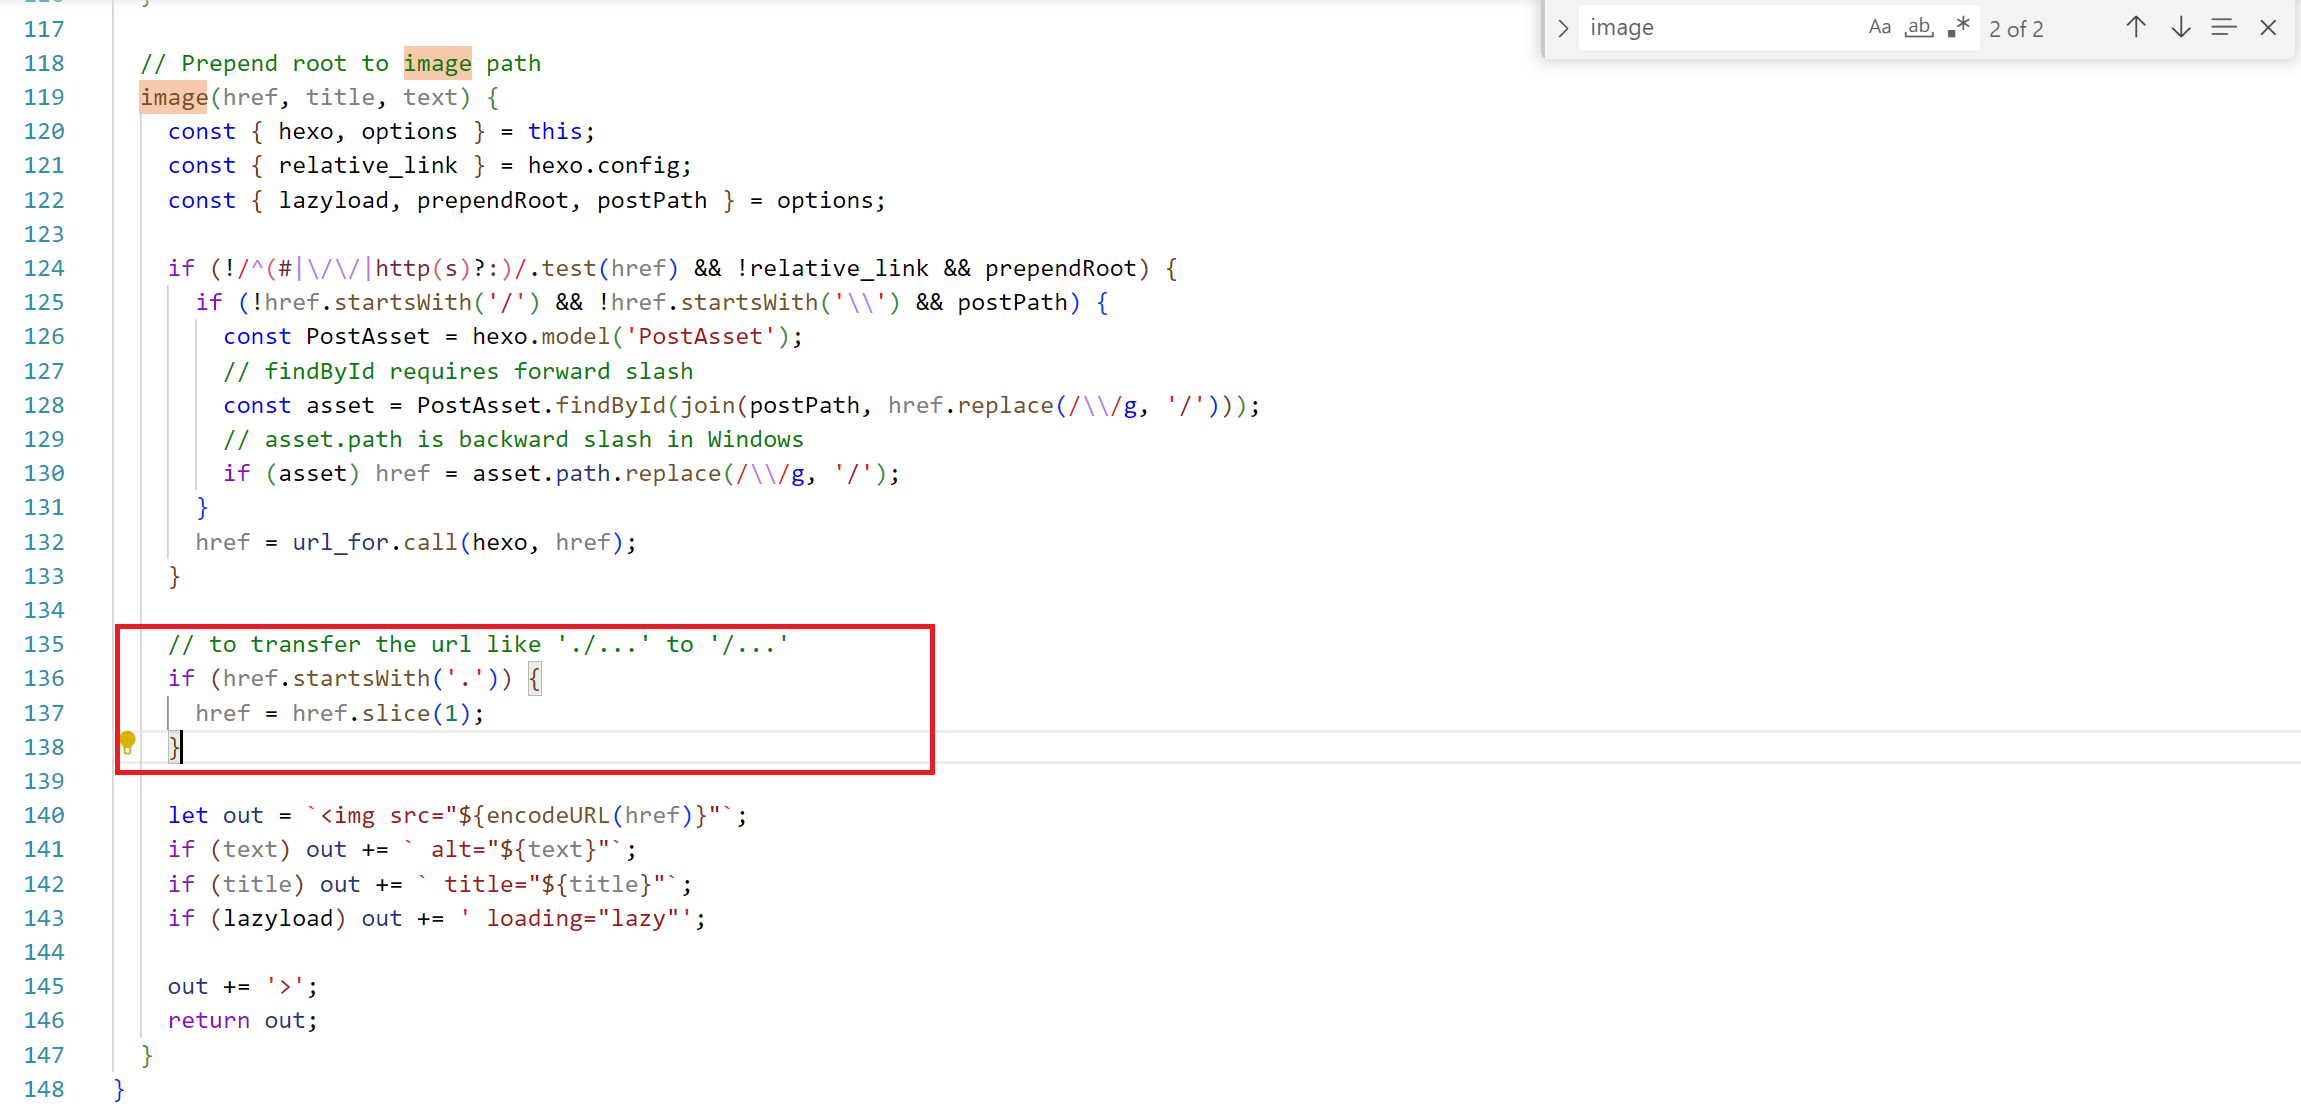 image Aa ab .* 2 of 2
117
118 // Prepend root to image path
119 image(href, title, text) {
120 const { hexo, options } = this;
121 const { relative_link } = hexo.config;
122 const { lazyload, prependRoot, postPath } = options;
123
124 if (!/^(#|\/\/|http(s)?:)/.test(href) && !relative_link && prependRoot) {
125 if (!href.startsWith('/') && !href.startsWith('\\') && postPath) {
126 const PostAsset = hexo.model('PostAsset');
127 // findById requires forward slash
128 const asset = PostAsset.findById(join(postPath, href.replace(/\\/g, '/')));
129 // asset.path is backward slash in Windows
130 if (asset) href = asset.path.replace(/\\/g, '/');
131 }
132 href = url_for.call(hexo, href);
133 }
134
135 // to transfer the url like './...' to '/...'
136 if (href.startsWith('.')) {
137 href = href.slice(1);
138 }
139
140 let out = `<img src="${encodeURL(href)}"`;
141 if (text) out += ` alt="${text}"`;
142 if (title) out += ` title="${title}"`;
143 if (lazyload) out += ' loading="lazy"';
144
145 out += '>';
146 return out;
147 }
148 }